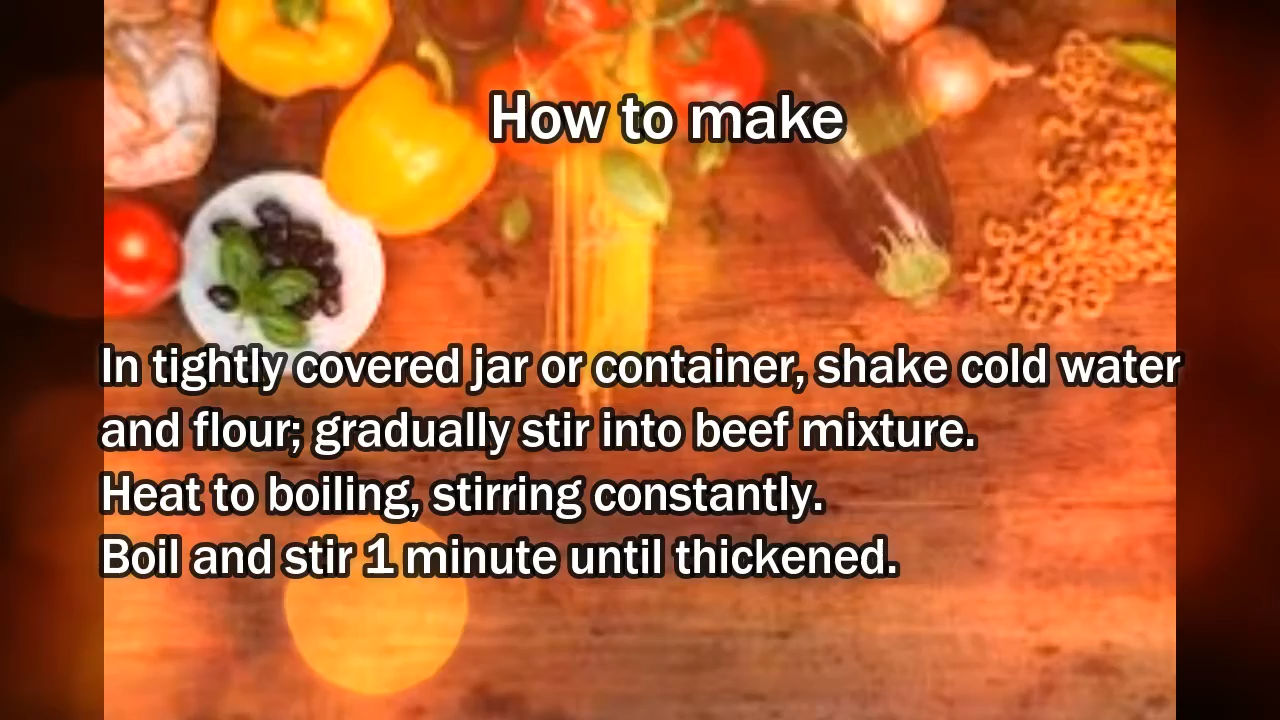 How to make
In tightly covered jar or container, shake cold water
and flour; gradually stir into beef mixture.
Heat to boiling, stirring constantly.
Boil and stir 1 minute until thickened.